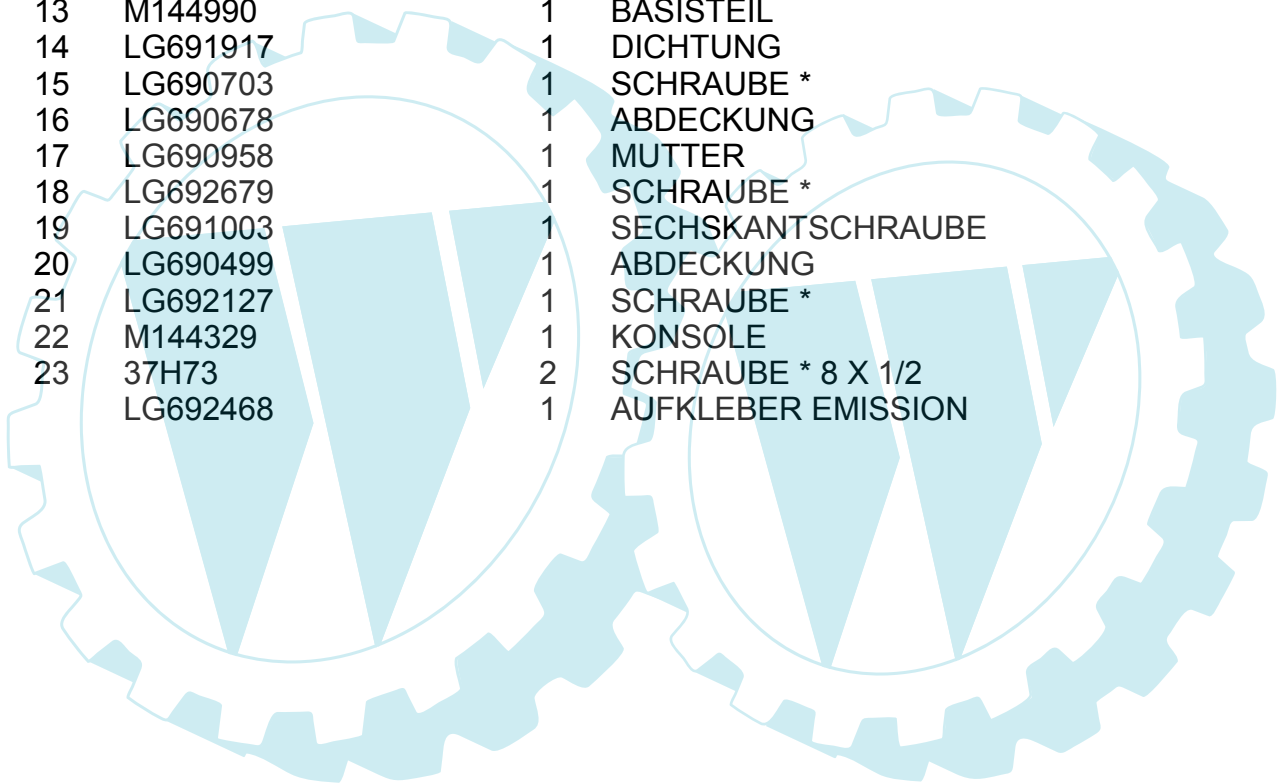 13 M144990 1 BASISTEIL
14 LG691917 1 DICHTUNG
15 LG690703 1 SCHRAUBE *
16 LG690678 1 ABDECKUNG
17 LG690958 1 MUTTER
18 LG692679 1 SCHRAUBE *
19 LG691003 1 SECHSKANTSCHRAUBE
20 LG690499 1 ABDECKUNG
21 LG692127 1 SCHRAUBE *
22 M144329 1 KONSOLE
23 37H73 2 SCHRAUBE * 8 X 1/2
LG692468 1 AUFKLEBER EMISSION